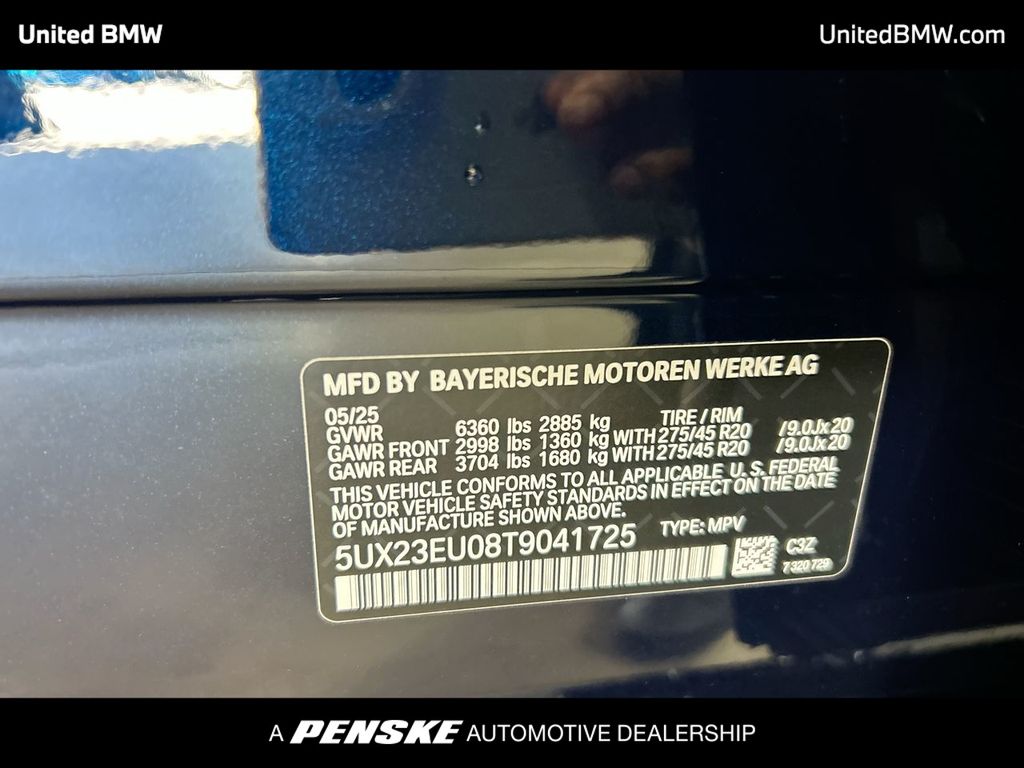 United BMW
UnitedBMW.com
MFD BY BAYERISCHE MOTOREN WERKE AG
05/25
GVWR 6360 lbs 2885 kg TIRE / RIM
GAWR FRONT 2998 lbs 1360 kg WITH 275/45 R20 /9.0Jx20
GAWR REAR 3704 lbs 1680 kg WITH 275/45 R20 /9.0Jx20
THIS VEHICLE CONFORMS TO ALL APPLICABLE U.S. FEDERAL
MOTOR VEHICLE SAFETY STANDARDS IN EFFECT ON THE DATE
OF MANUFACTURE SHOWN ABOVE.
5UX23EU08T9041725 TYPE: MPV
C3Z
7 320 729
A PENSKE AUTOMOTIVE DEALERSHIP